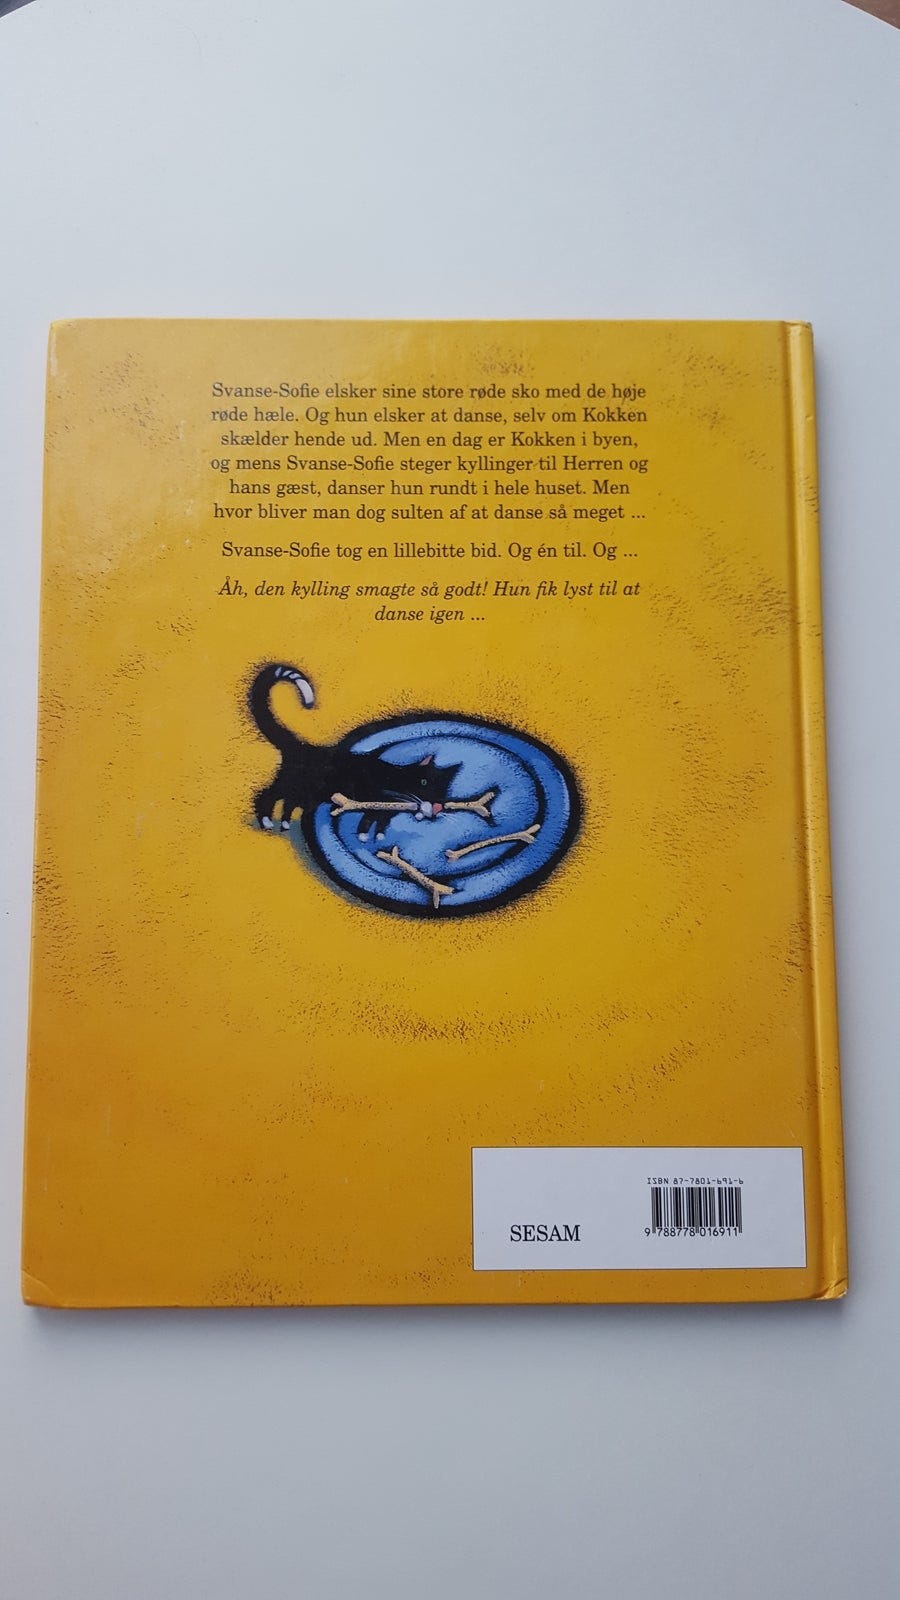 Svanse-Sofie elsker sine store røde sko med de høje
røde hæle. Og hun elsker at danse, selv om Kokken
skælder hende ud. Men en dag er Kokken i byen,
og mens Svanse-Sofie steger kyllinger til Herren og
hans gæst, danser hun rundt i hele huset. Men
hvor bliver man dog sulten af at danse så meget ...
Svanse-Sofie tog en lillebitte bid. Og én til. Og ...
Åh, den kylling smagte så godt! Hun fik lyst til at
danse igen ...
ISBN 87-7801-691-6
SESAM
9 788778 016911